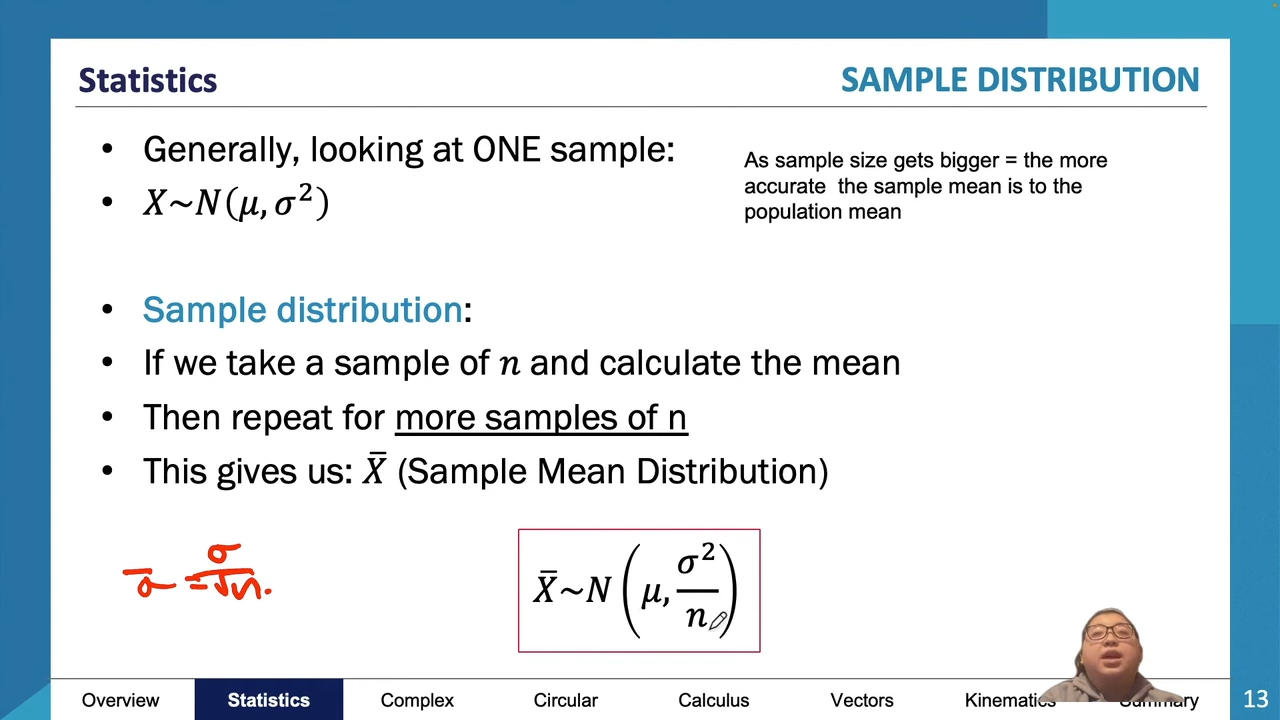 Statistics
SAMPLE DISTRIBUTION
• Generally, looking at ONE sample:
• X~N(μ, σ²)
As sample size gets bigger = the more
accurate the sample mean is to the
population mean
• Sample distribution:
• If we take a sample of n and calculate the mean
• Then repeat for more samples of n
• This gives us: X̄ (Sample Mean Distribution)
σ̄ = σ/√n.
X̄~N(μ, σ²/n)
Overview Statistics Complex Circular Calculus Vectors Kinematics Summary 13